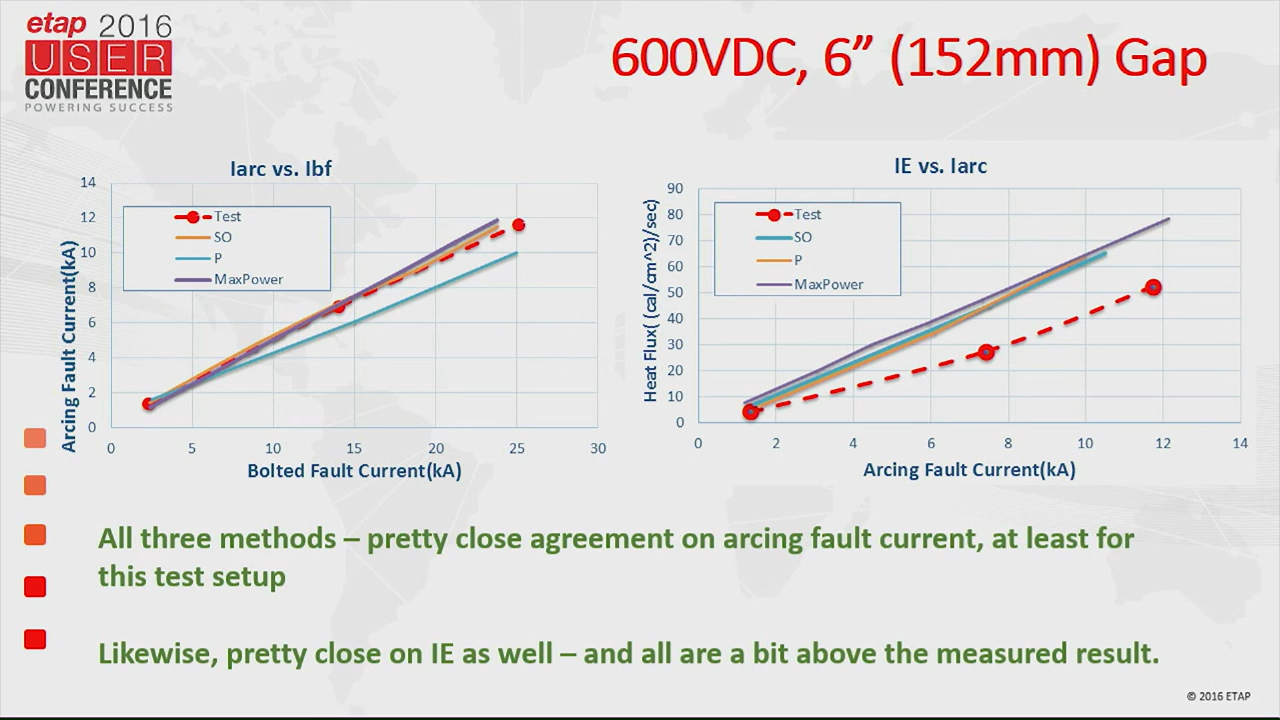 etap 2016
USER
CONFERENCE
POWERING SUCCESS
600VDC, 6” (152mm) Gap
Iarc vs. Ibf
14
12
10
8
6
4
2
0
0 5 10 15 20 25 30
Arcing Fault Current(kA)
Bolted Fault Current(kA)
Test
SO
P
MaxPower
IE vs. Iarc
90
80
70
60
50
40
30
20
10
0
0 2 4 6 8 10 12 14
Heat Flux( (cal/cm^2)/sec)
Arcing Fault Current(kA)
Test
SO
P
MaxPower
All three methods – pretty close agreement on arcing fault current, at least for
this test setup
Likewise, pretty close on IE as well – and all are a bit above the measured result.
© 2016 ETAP